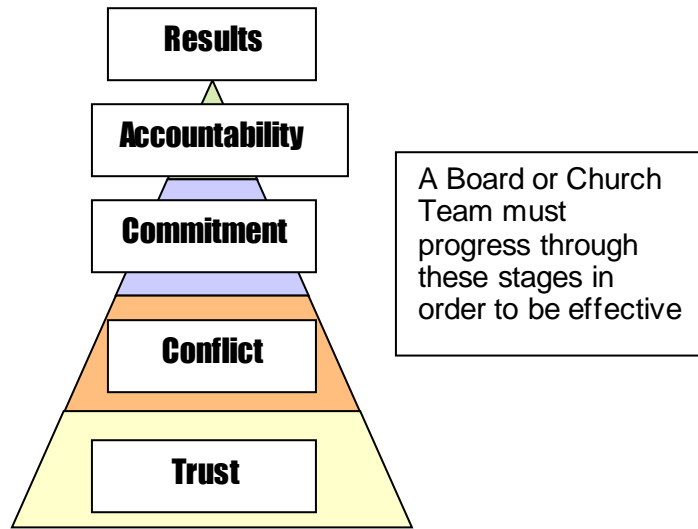 Results
Accountability
Commitment
Conflict
Trust
A Board or Church
Team must
progress through
these stages in
order to be effective